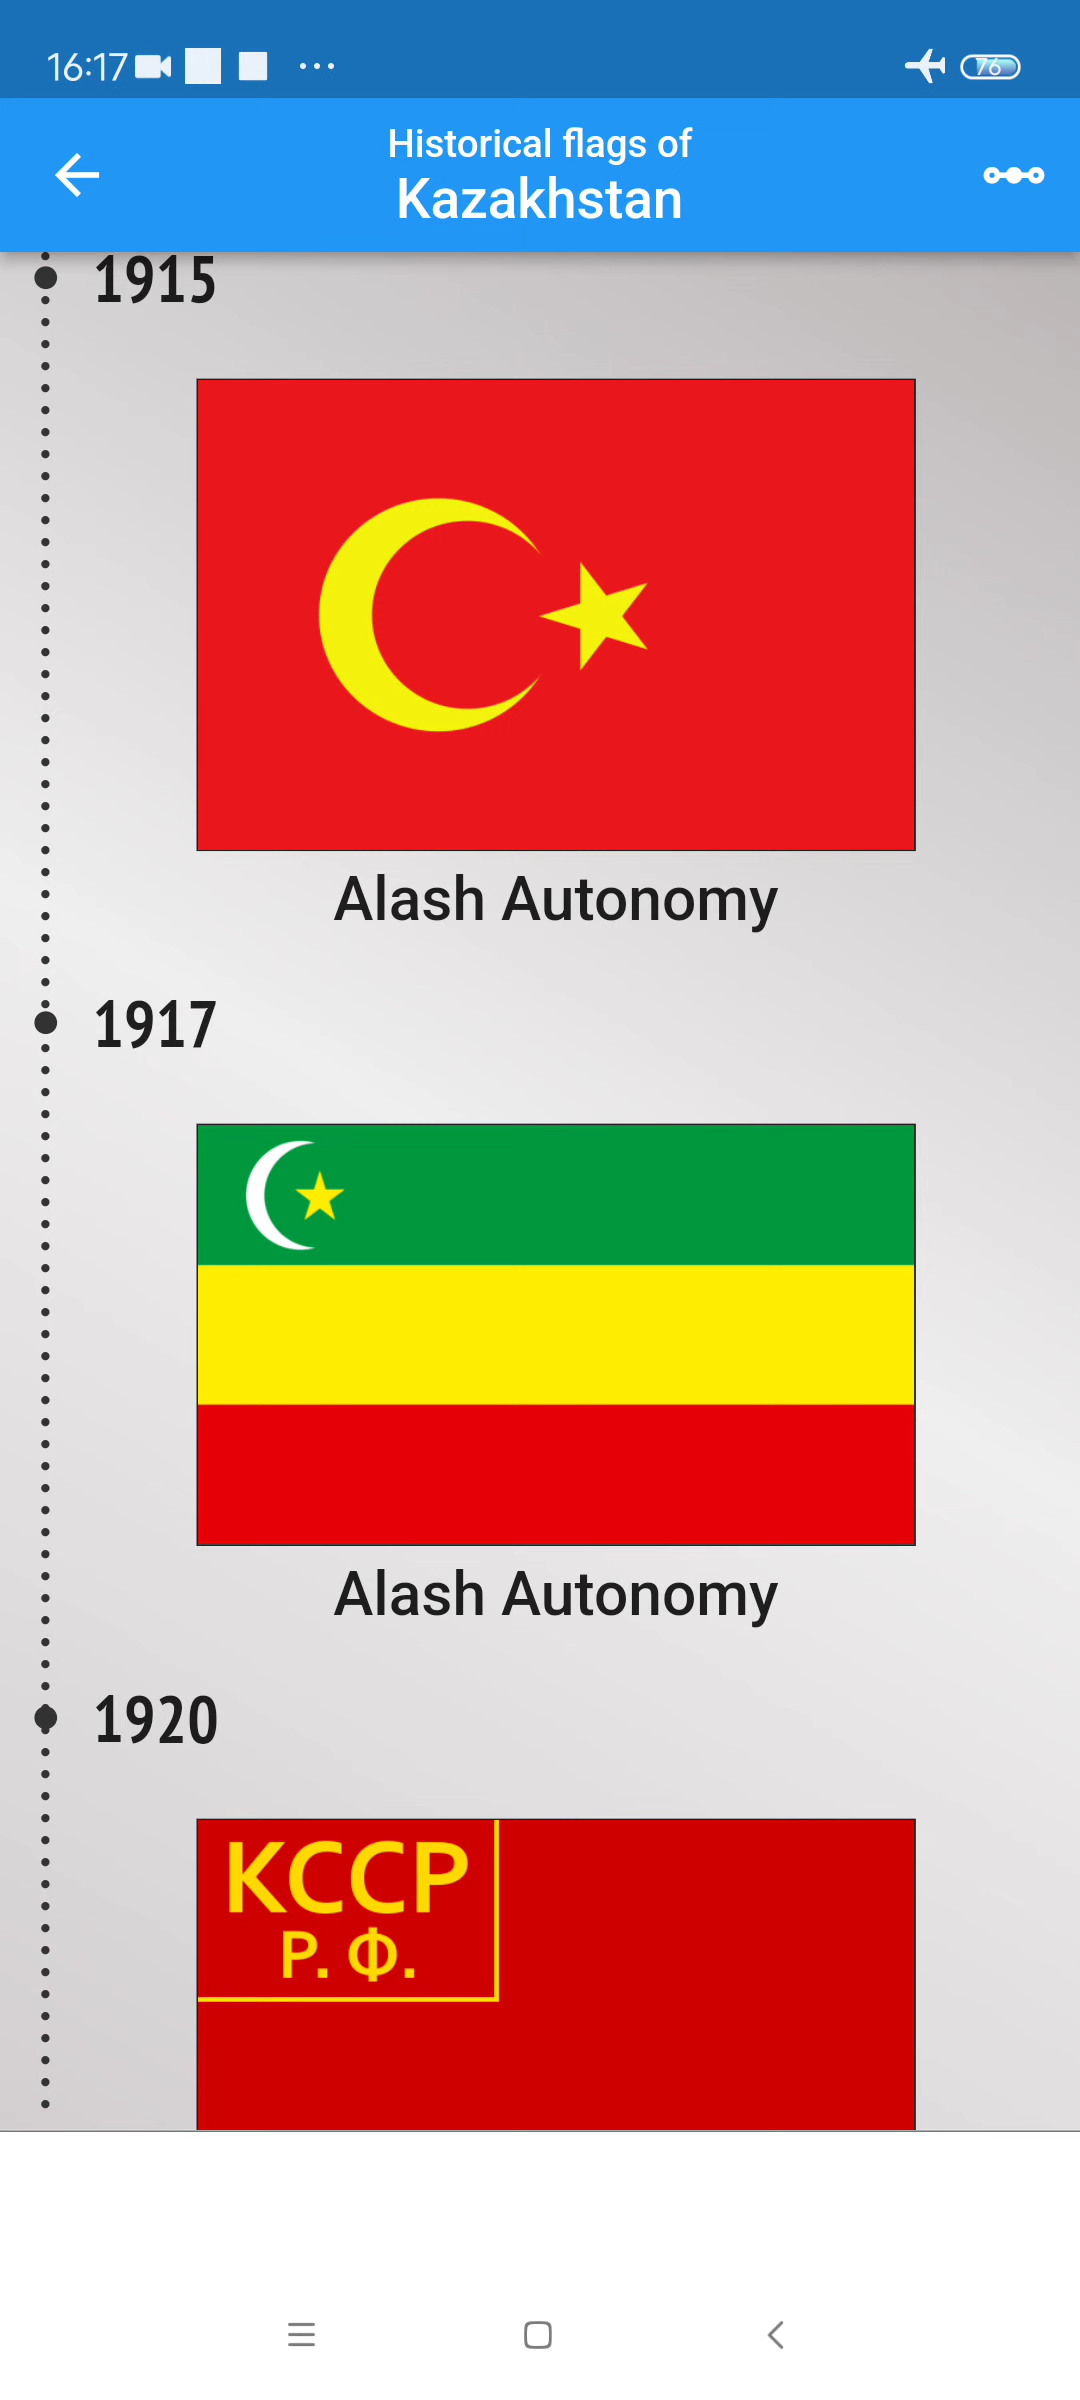 16:17
76
Historical flags of
Kazakhstan
1915
Alash Autonomy
1917
Alash Autonomy
1920
КССР
Р. Ф.